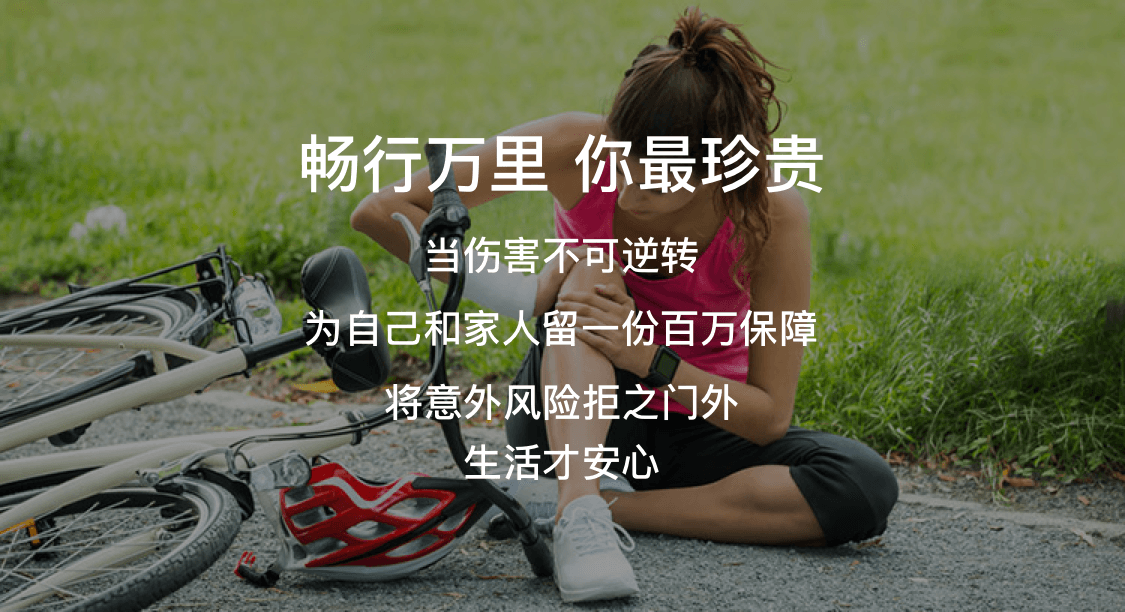 畅行万里 你最珍贵
当伤害不可逆转
为自己和家人留一份百万保障
将意外风险拒之门外
生活才安心